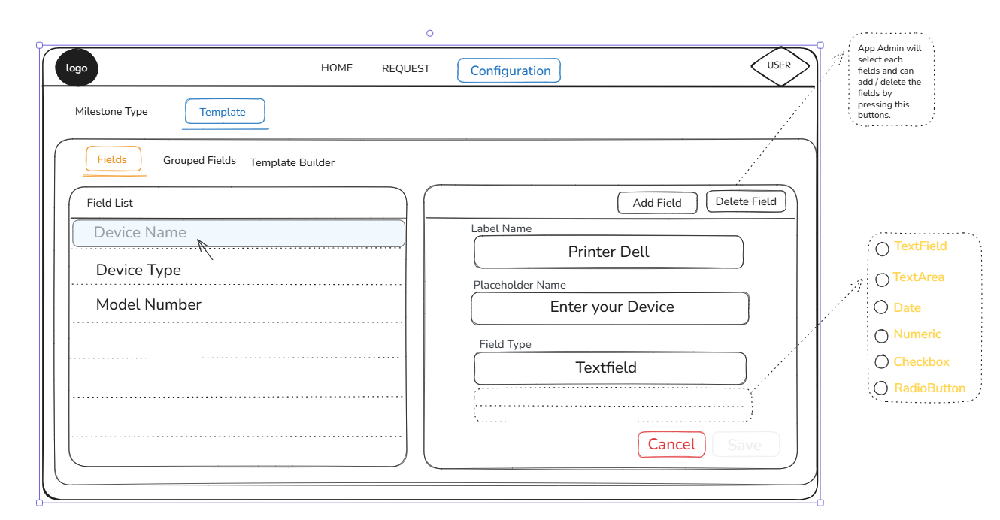 logo
HOME
REQUEST
Configuration
USER
App Admin will
select each
fields and can
add / delete the
fields by
pressing this
buttons.
Milestone Type
Template
Fields
Grouped Fields
Template Builder
Field List
Device Name
Device Type
Model Number
Add Field
Delete Field
Label Name
Printer Dell
Placeholder Name
Enter your Device
Field Type
Textfield
Cancel
Save
TextField
TextArea
Date
Numeric
Checkbox
RadioButton